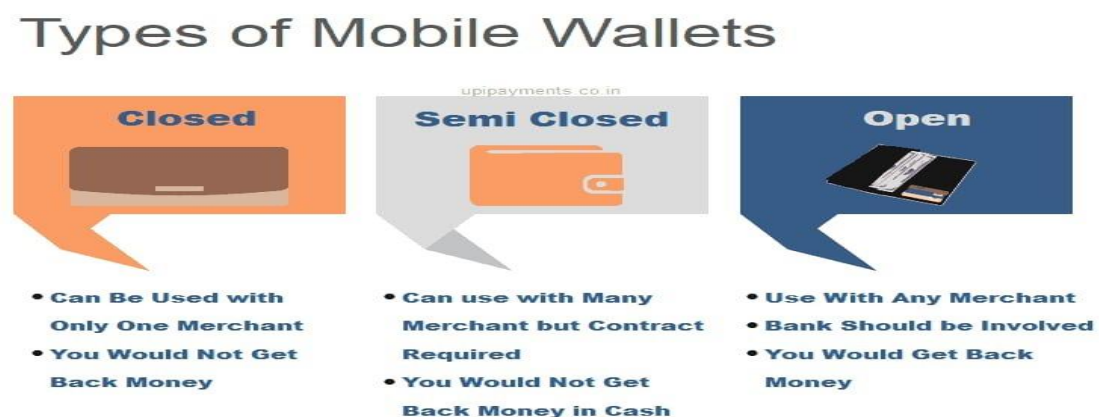 Types of Mobile Wallets
upipayments.co.in
Closed
Can Be Used with
Only One Merchant
You Would Not Get
Back Money
Semi Closed
Can use with Many
Merchant but Contract
Required
You Would Not Get
Back Money in Cash
Open
Use With Any Merchant
Bank Should be Involved
You Would Get Back
Money